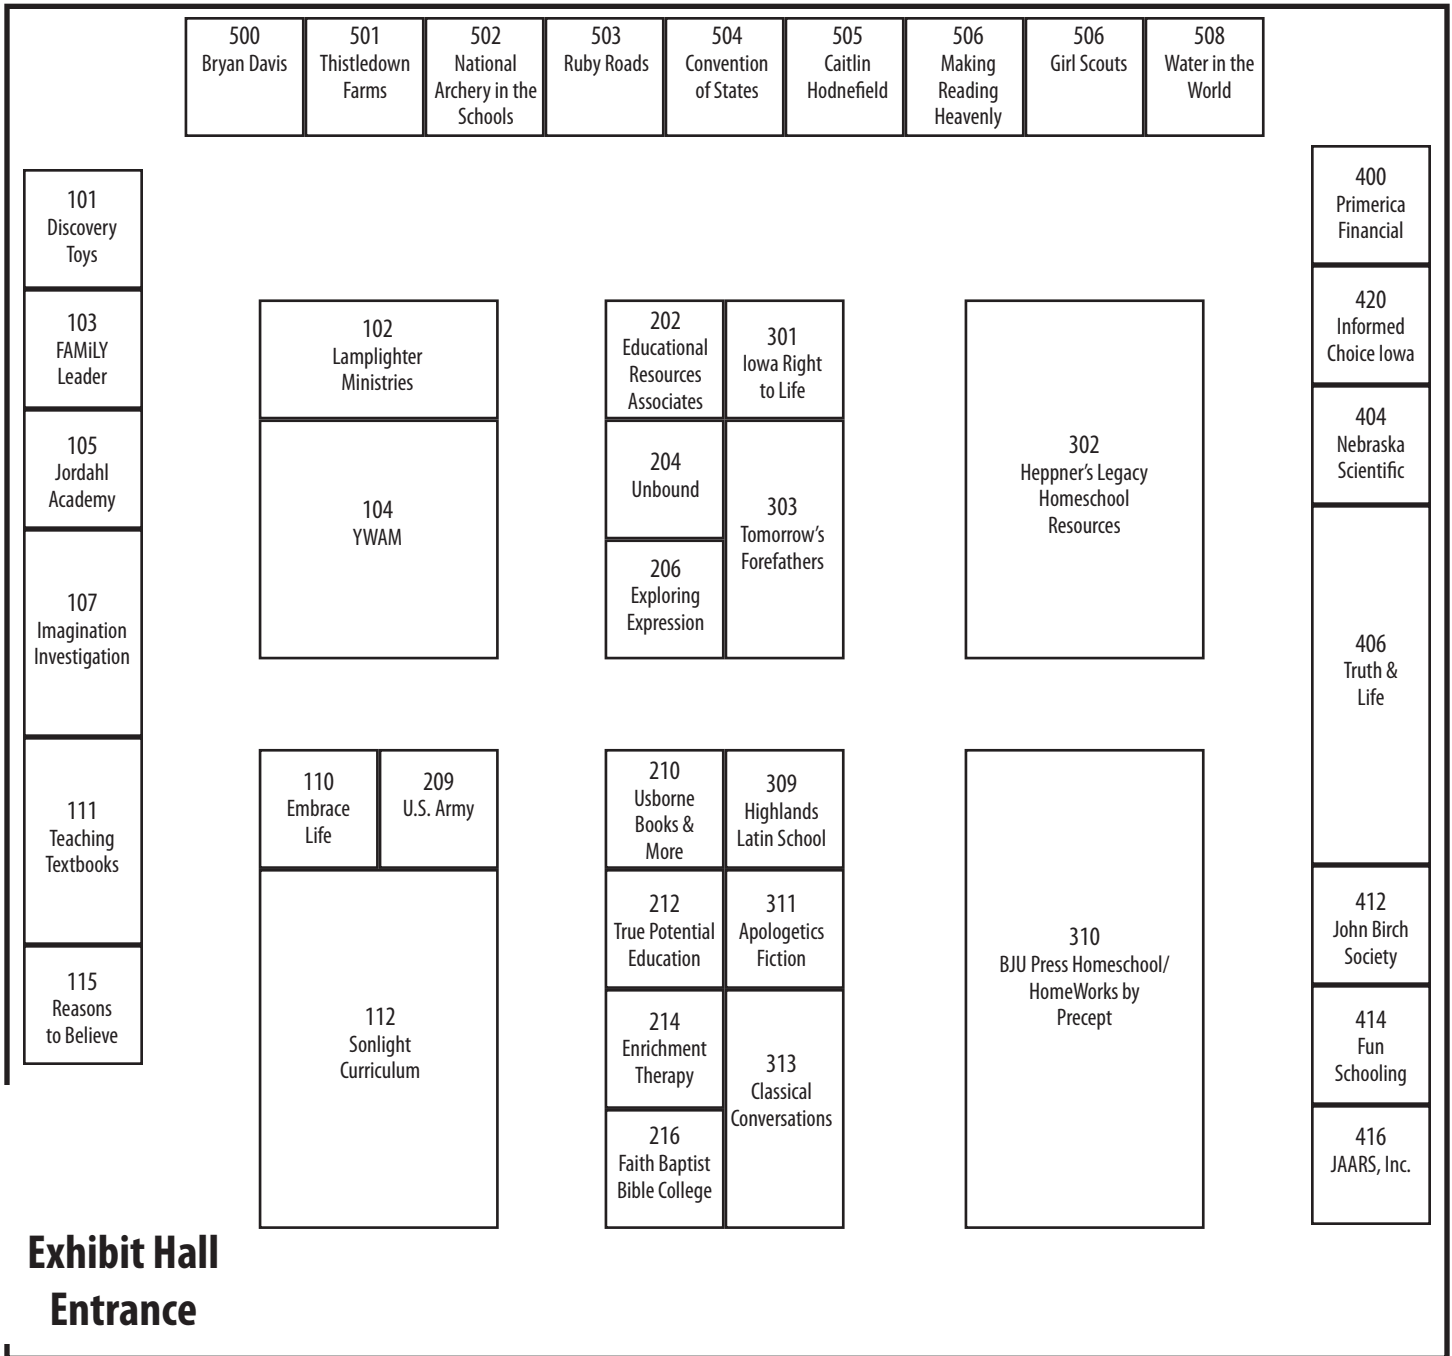 500
Bryan Davis
501
Thistledown
Farms
502
National
Archery in the
Schools
503
Ruby Roads
504
Convention
of States
505
Caitlin
Hodnefield
506
Making
Reading
Heavenly
506
Girl Scouts
508
Water in the
World
101
Discovery
Toys
103
FAMiLY
Leader
105
Jordahl
Academy
107
Imagination
Investigation
111
Teaching
Textbooks
115
Reasons
to Believe
102
Lamplighter
Ministries
104
YWAM
110
Embrace
Life
209
U.S. Army
112
Sonlight
Curriculum
202
Educational
Resources
Associates
301
Iowa Right
to Life
204
Unbound
303
Tomorrow's
Forefathers
206
Exploring
Expression
210
Usborne
Books &
More
309
Highlands
Latin School
212
True Potential
Education
311
Apologetics
Fiction
214
Enrichment
Therapy
313
Classical
Conversations
216
Faith Baptist
Bible College
302
Heppner's Legacy
Homeschool
Resources
310
BJU Press Homeschool/
HomeWorks by
Precept
400
Primerica
Financial
420
Informed
Choice Iowa
404
Nebraska
Scientific
406
Truth &
Life
412
John Birch
Society
414
Fun
Schooling
416
JAARS, Inc.
Exhibit Hall
Entrance